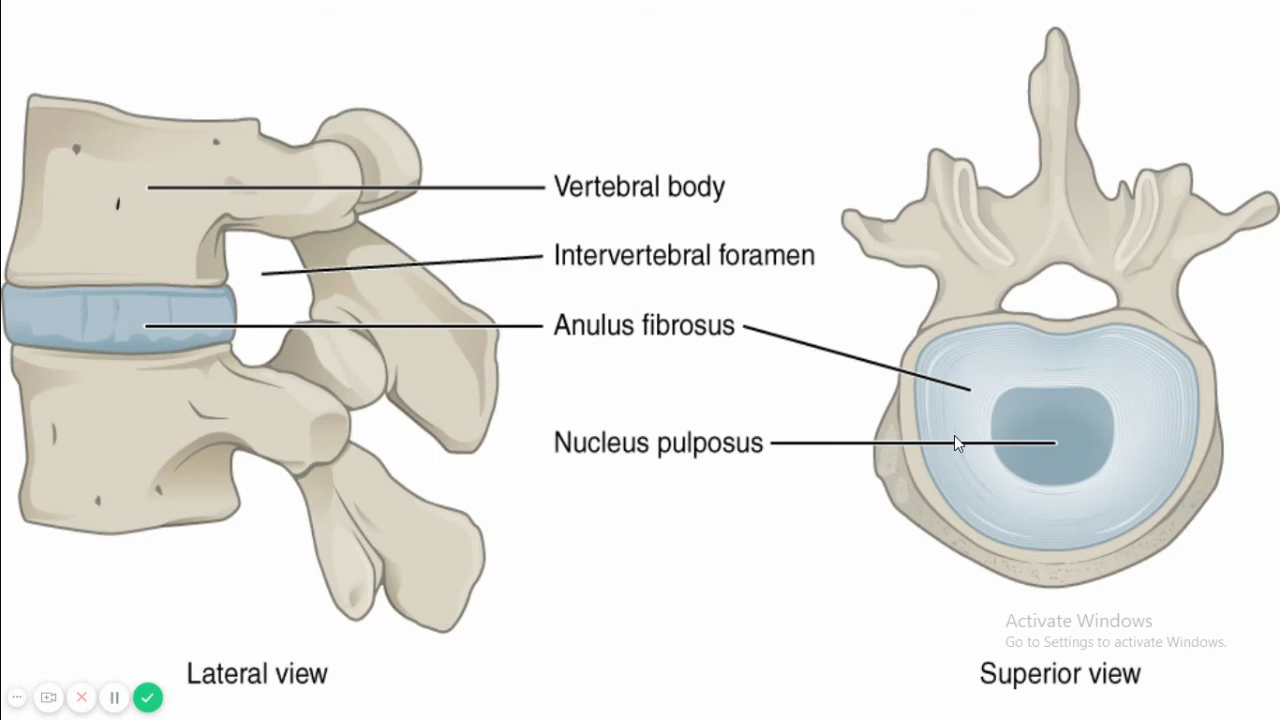 Vertebral body
Intervertebral foramen
Anulus fibrosus
Nucleus pulposus
Activate Windows
Go to Settings to activate Windows.
Lateral view
Superior view